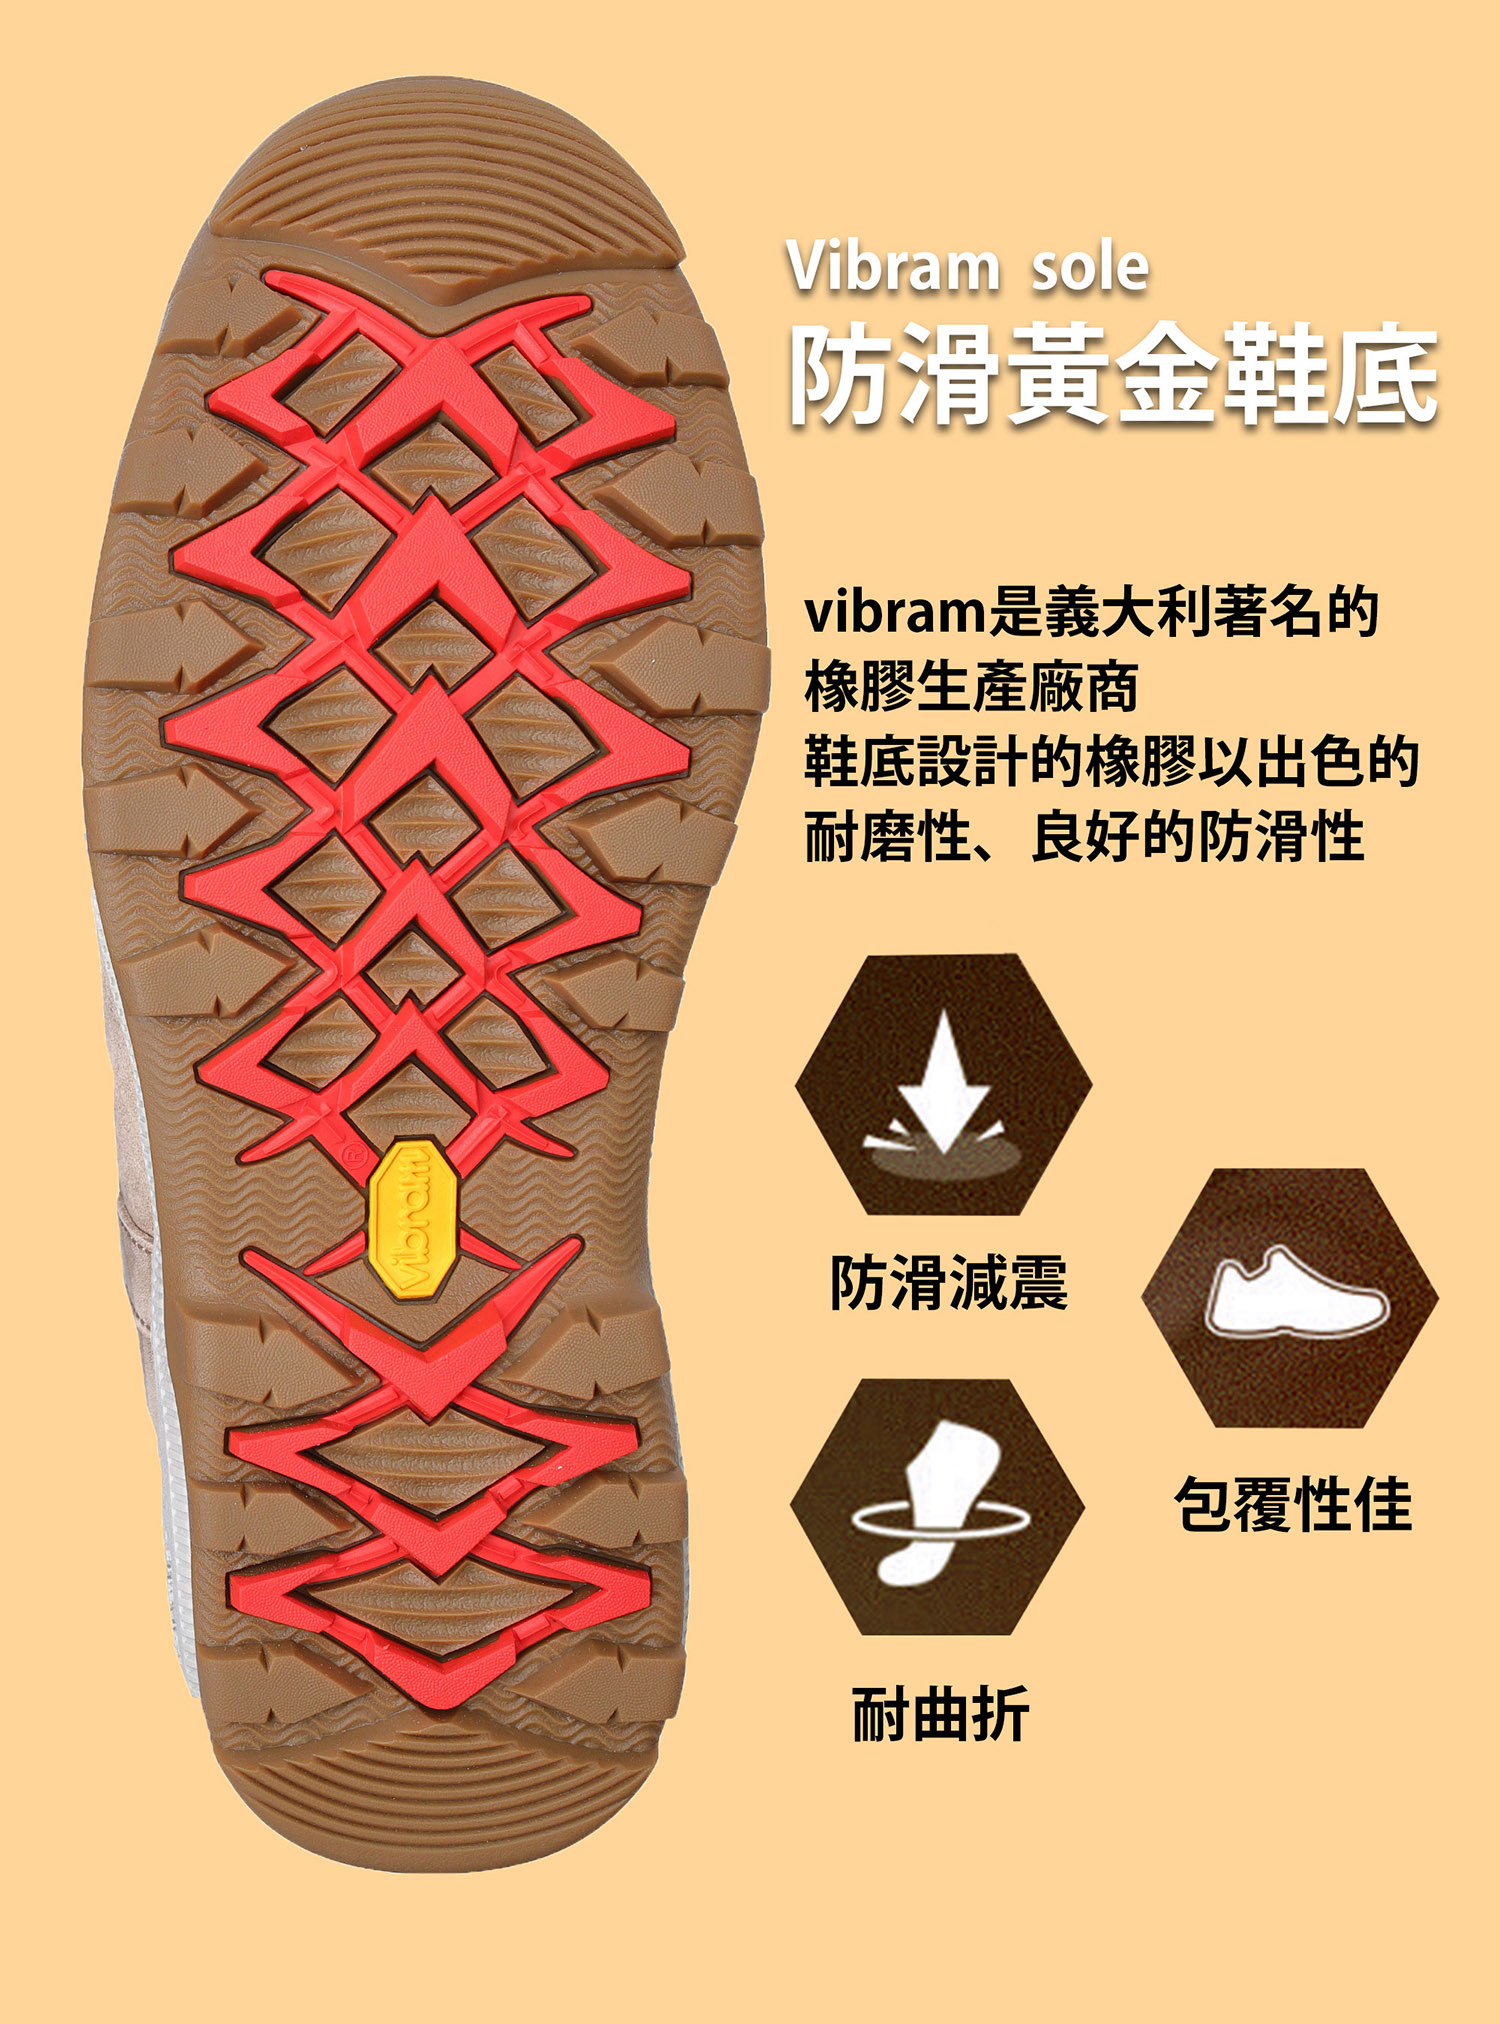 Vibram sole
防滑黃金鞋底
vibram是義大利著名的
橡膠生產廠商
鞋底設計的橡膠以出色的
耐磨性、良好的防滑性
防滑減震
包覆性佳
耐曲折
vibram
®